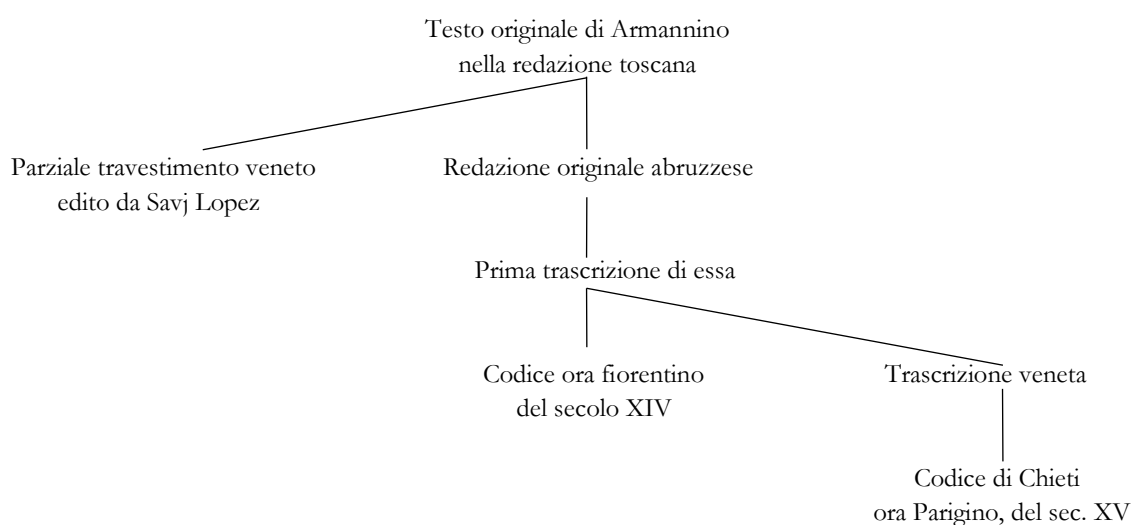 Testo originale di Armannino
nella redazione toscana
Parziale travestimento veneto
edito da Savj Lopez
Redazione originale abruzzese
Prima trascrizione di essa
Codice ora fiorentino
del secolo XIV
Trascrizione veneta
Codice di Chieti
ora Parigino, del sec. XV